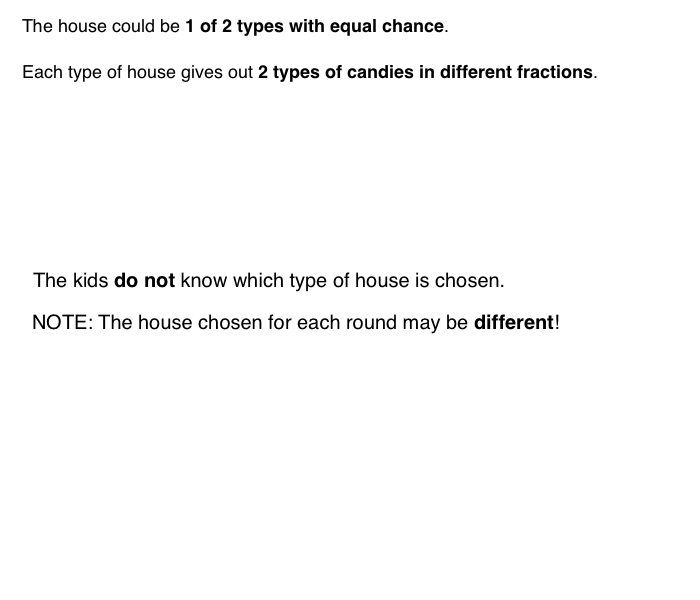 The house could be 1 of 2 types with equal chance.
Each type of house gives out 2 types of candies in different fractions.
The kids do not know which type of house is chosen.
NOTE: The house chosen for each round may be different!